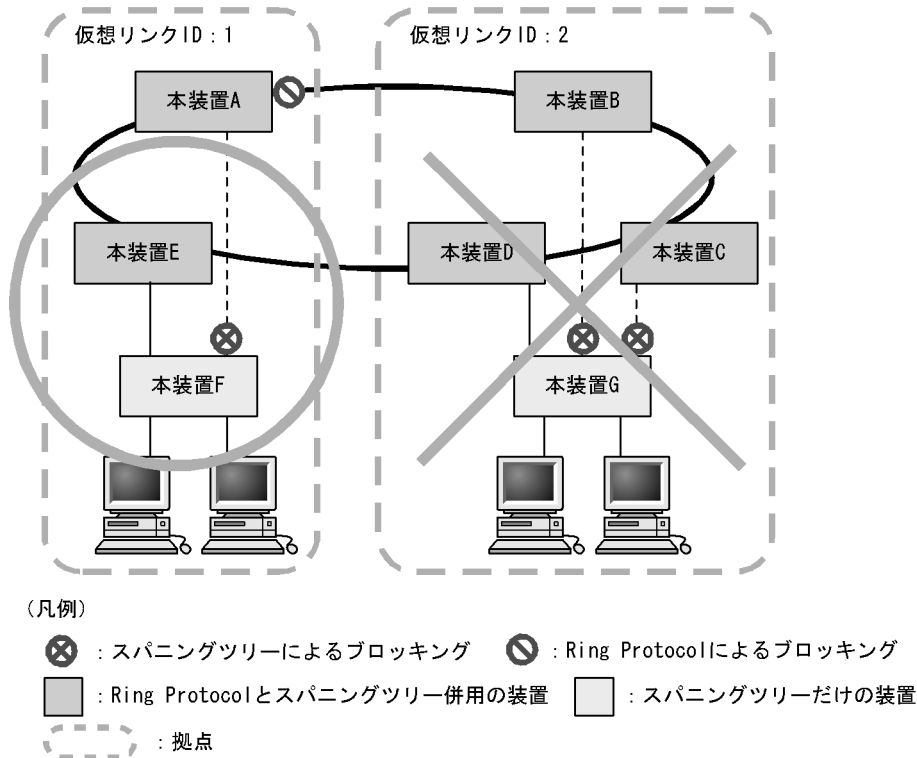 仮想リンクID：1
仮想リンクID：2
本装置A
本装置B
本装置E
本装置D
本装置C
本装置F
本装置G
（凡例）
：スパニングツリーによるブロッキング
：Ring Protocolによるブロッキング
：Ring Protocolとスパニングツリー併用の装置
：スパニングツリーだけの装置
：拠点